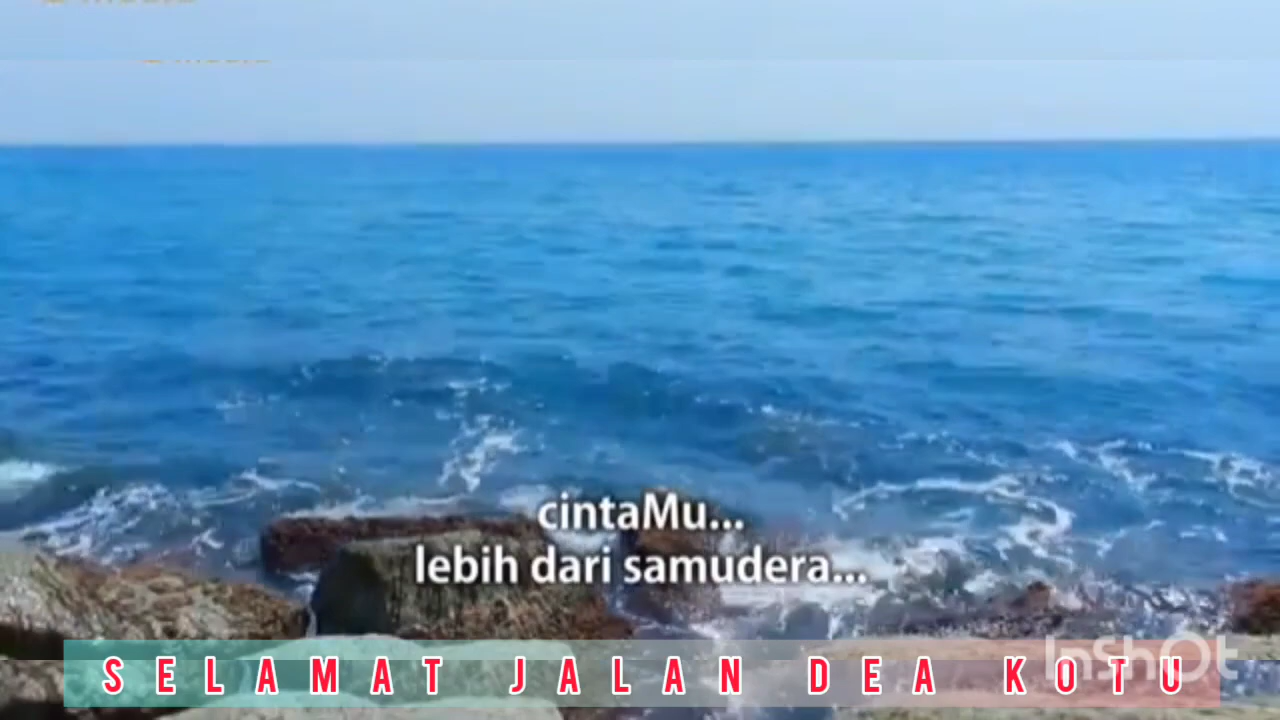 cintaMu...
lebih dari samudera...
SELAMAT JALAN DEA KOTU
InShOt